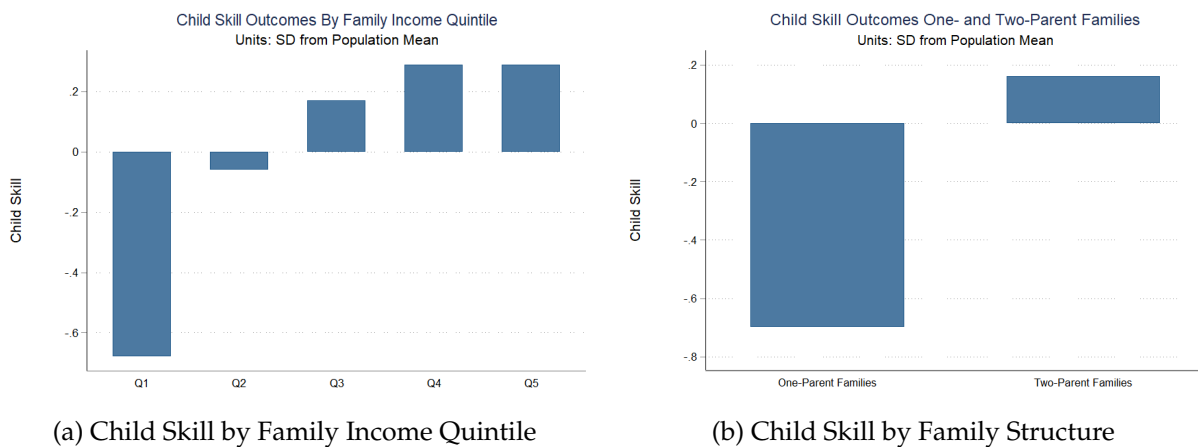 Child Skill Outcomes By Family Income Quintile
Units: SD from Population Mean
Child Skill
.2
0
-.2
-.4
-.6
Q1 Q2 Q3 Q4 Q5
(a) Child Skill by Family Income Quintile
Child Skill Outcomes One- and Two-Parent Families
Units: SD from Population Mean
Child Skill
.2
0
-.2
-.4
-.6
-.8
One-Parent Families Two-Parent Families
(b) Child Skill by Family Structure